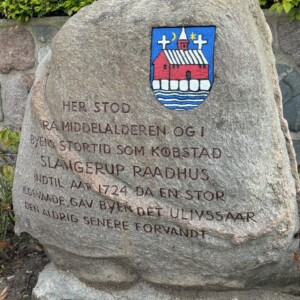 HER STOD
FRA MIDDELALDEREN OG I
BYENS STORTID SOM KØBSTAD
SLANGERUP RAADHUS
INDTIL AAR 1724 DA EN STOR
ILDSVAADE GAV BYEN DET ULIVSSAAR
DEN ALDRIG SENERE FORVANDT